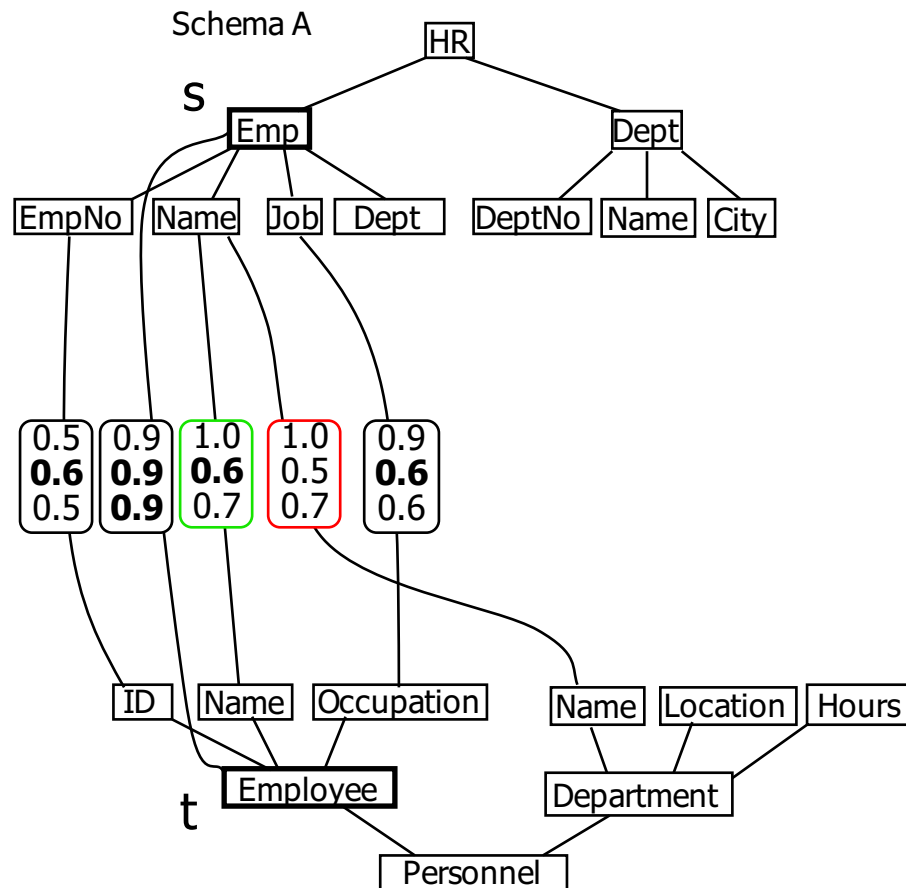 Schema A
HR
s
Emp
Dept
EmpNo Name Job Dept DeptNo Name City
0.5 0.9 1.0 1.0 0.9
0.6 0.9 0.6 0.5 0.6
0.5 0.9 0.7 0.7 0.6
ID Name Occupation Name Location Hours
Employee Department
t
Personnel